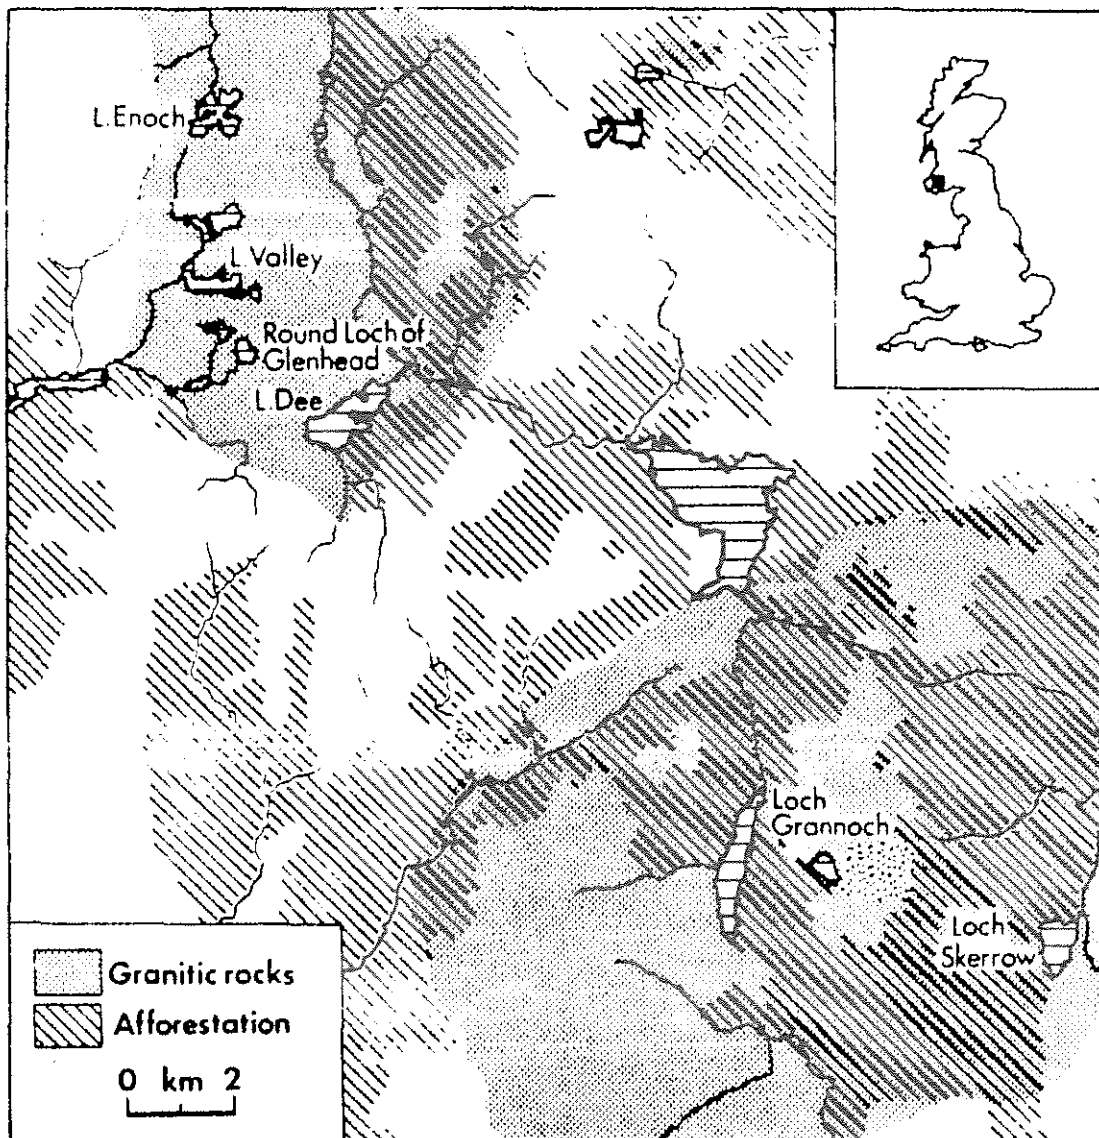 L.Enoch
L.Valley
Round Loch of
Glenhead
L.Dee
Loch
Grannoch
Loch
Skerrow
Granitic rocks
Afforestation
0 km 2